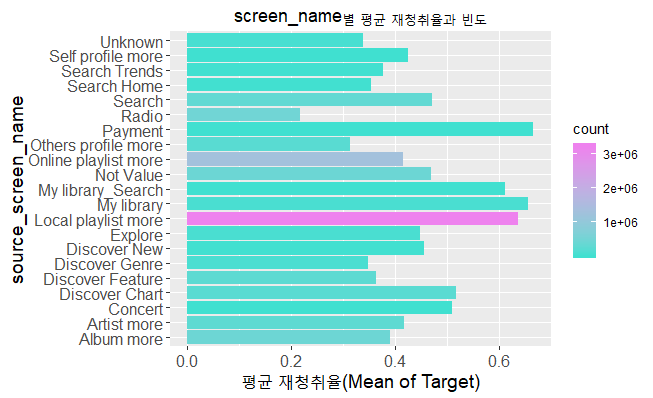 screen_name별 평균 재청취율과 빈도
source_screen_name
Unknown
Self profile more
Search Trends
Search Home
Search
Radio
Payment
Others profile more
Online playlist more
Not Value
My library_Search
My library
Local playlist more
Explore
Discover New
Discover Genre
Discover Feature
Discover Chart
Concert
Artist more
Album more
0.0 0.2 0.4 0.6
평균 재청취율(Mean of Target)
count
3e+06
2e+06
1e+06